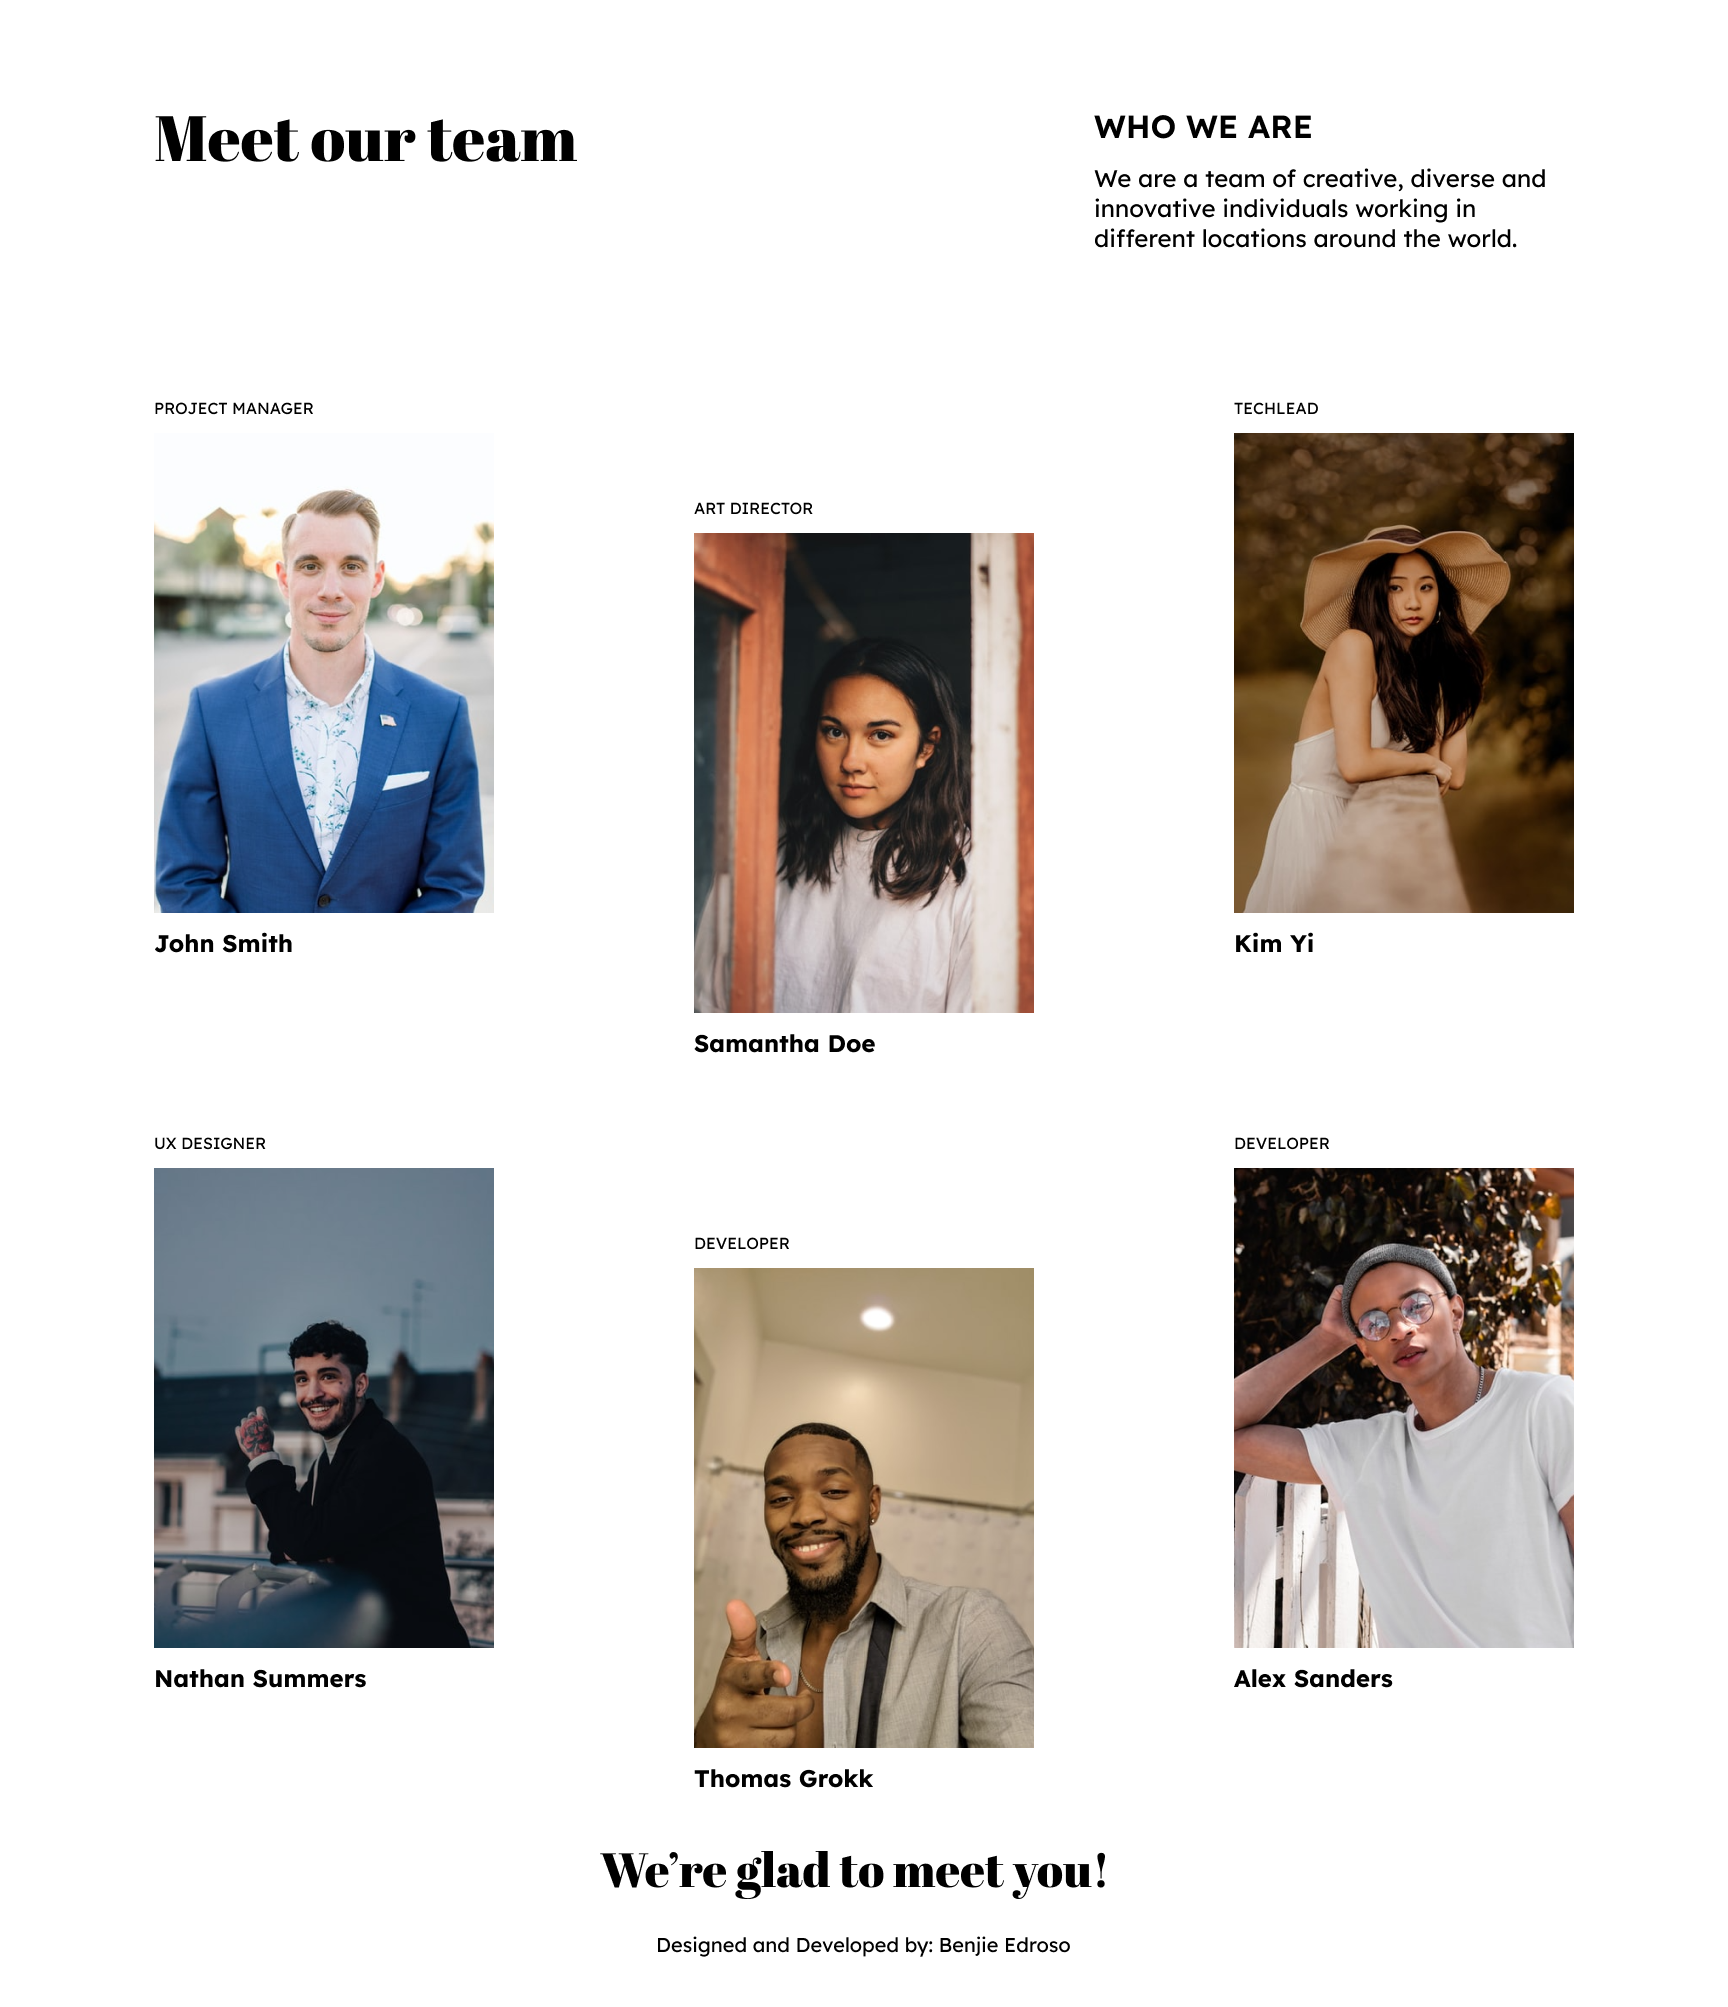 Meet our team
WHO WE ARE
We are a team of creative, diverse and
innovative individuals working in
different locations around the world.
PROJECT MANAGER
John Smith
ART DIRECTOR
Samantha Doe
TECHLEAD
Kim Yi
UX DESIGNER
Nathan Summers
DEVELOPER
Thomas Grokk
DEVELOPER
Alex Sanders
We’re glad to meet you!
Designed and Developed by: Benjie Edroso